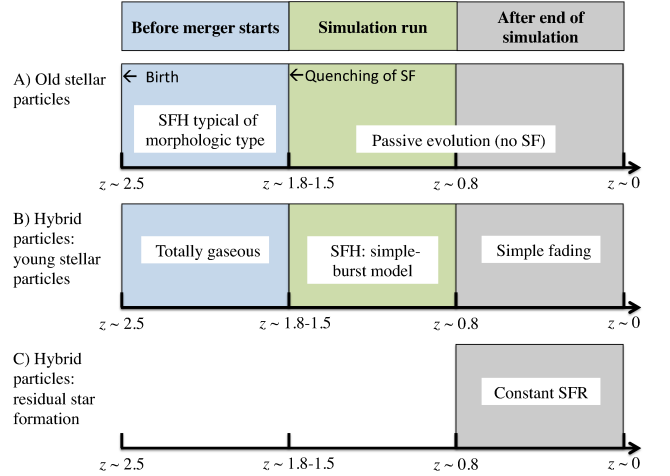 Before merger starts
Simulation run
After end of
simulation
A) Old stellar
particles
← Birth
← Quenching of SF
SFH typical of
morphologic type
Passive evolution (no SF)
z ~ 2.5
z ~ 1.8-1.5
z ~ 0.8
z ~ 0
B) Hybrid
particles:
young stellar
particles
Totally gaseous
SFH: simple-
burst model
Simple fading
z ~ 2.5
z ~ 1.8-1.5
z ~ 0.8
z ~ 0
C) Hybrid
particles:
residual star
formation
Constant SFR
z ~ 2.5
z ~ 1.8-1.5
z ~ 0.8
z ~ 0